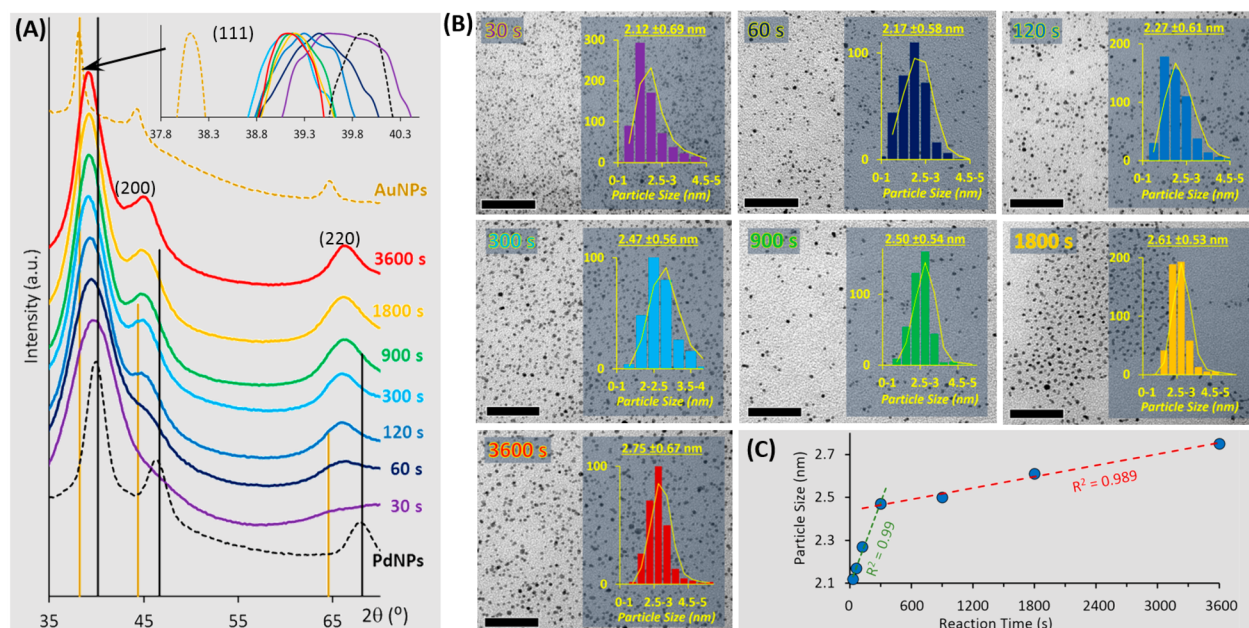 (A)
(111)
37.8 38.3 38.8 39.3 39.8 40.3
AuNPs
(200)
(220)
3600 s
1800 s
900 s
300 s
120 s
60 s
30 s
PdNPs
Intensity (a.u.)
35 45 55 65
2θ (°)
(B)
30 s
2.12 ±0.69 nm
300
200
100
0
0-1 2.5-3 4.5-5
Particle Size (nm)
60 s
2.17 ±0.58 nm
100
0
0-1 2.5-3 4.5-5
Particle Size (nm)
120 s
2.27 ±0.61 nm
200
100
0
0-1 2.5-3 4.5-5
Particle Size (nm)
300 s
2.47 ±0.56 nm
100
0
0-1 2-2.5 3.5-4
Particle Size (nm)
900 s
2.50 ±0.54 nm
100
0
0-1 2.5-3 4.5-5
Particle Size (nm)
1800 s
2.61 ±0.53 nm
200
100
0
0-1 2.5-3 4.5-5
Particle Size (nm)
3600 s
2.75 ±0.67 nm
100
0
0-1 2.5-3 4.5-5
Particle Size (nm)
(C)
Particle Size (nm)
2.7
2.5
2.3
2.1
R² = 0.99
R² = 0.989
0 600 1200 1800 2400 3000 3600
Reaction Time (s)